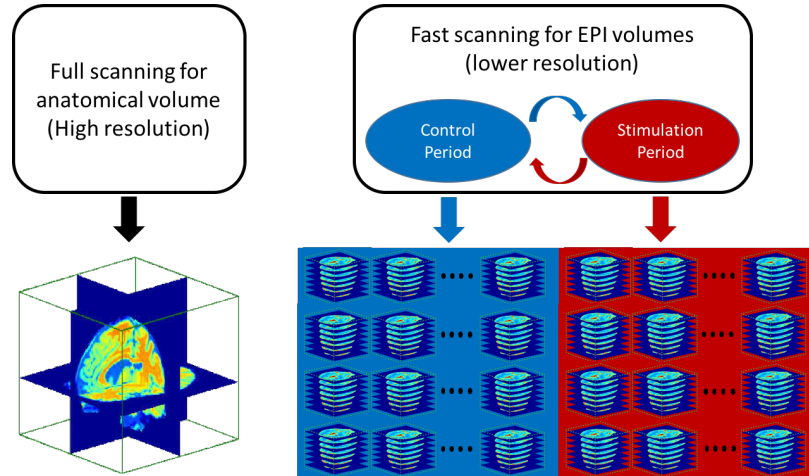 Full scanning for
anatomical volume
(High resolution)
Fast scanning for EPI volumes
(lower resolution)
Control
Period
Stimulation
Period